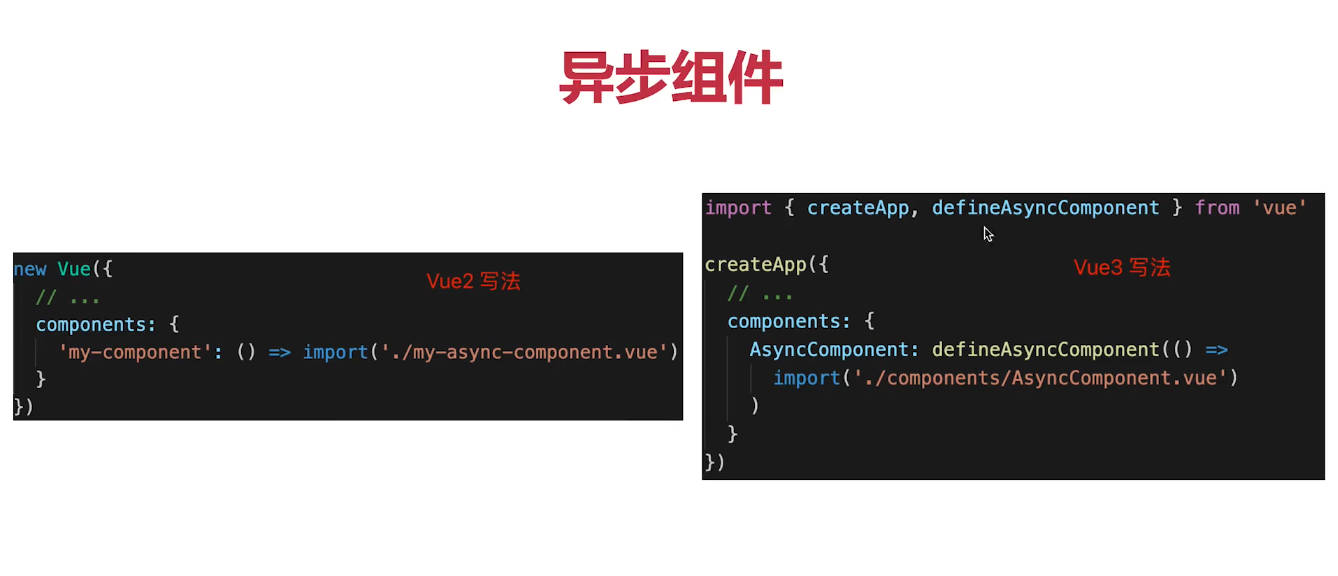 异步组件
new Vue({
Vue2 写法
  // ...
  components: {
    'my-component': () => import('./my-async-component.vue')
  }
})
import { createApp, defineAsyncComponent } from 'vue'
createApp({
Vue3 写法
  // ...
  components: {
    AsyncComponent: defineAsyncComponent(() =>
      import('./components/AsyncComponent.vue')
    )
  }
})